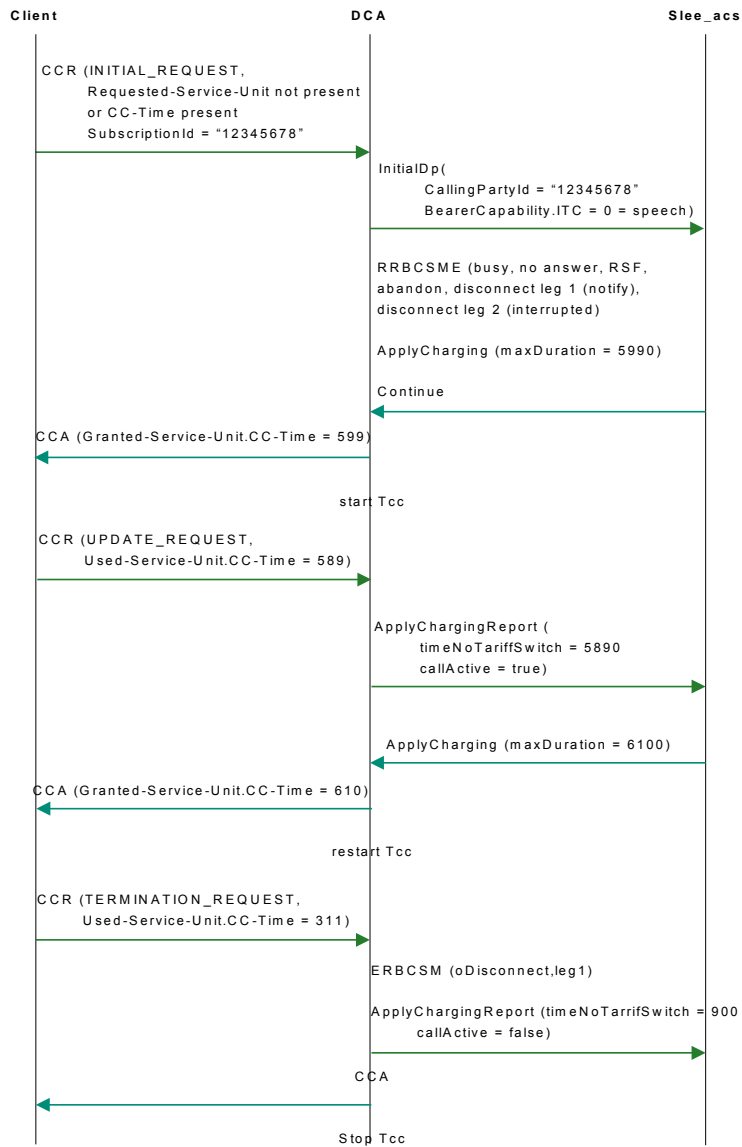 Client DCA Slee_acs
CCR (INITIAL_REQUEST,
Requested-Service-Unit not present
or CC-Time present
SubscriptionId = “12345678”
InitialDp(
CallingPartyId = “12345678”
BearerCapability.ITC = 0 = speech)
RRBCSME (busy, no answer, RSF,
abandon, disconnect leg 1 (notify),
disconnect leg 2 (interrupted)
ApplyCharging (maxDuration = 5990)
Continue
CCA (Granted-Service-Unit.CC-Time = 599)
start Tcc
CCR (UPDATE_REQUEST,
Used-Service-Unit.CC-Time = 589)
ApplyChargingReport (
timeNoTariffSwitch = 5890
callActive = true)
ApplyCharging (maxDuration = 6100)
CCA (Granted-Service-Unit.CC-Time = 610)
restart Tcc
CCR (TERMINATION_REQUEST,
Used-Service-Unit.CC-Time = 311)
ERBCSM (oDisconnect,leg1)
ApplyChargingReport (timeNoTarrifSwitch = 900
callActive = false)
CCA
Stop Tcc